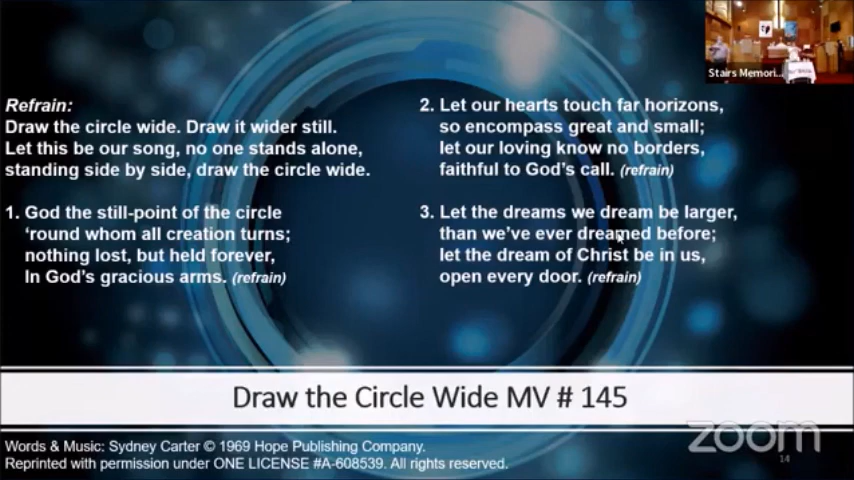 Stairs Memori...
Refrain:
Draw the circle wide. Draw it wider still.
Let this be our song, no one stands alone,
standing side by side, draw the circle wide.
1. God the still-point of the circle
‘round whom all creation turns;
nothing lost, but held forever,
In God’s gracious arms. (refrain)
2. Let our hearts touch far horizons,
so encompass great and small;
let our loving know no borders,
faithful to God’s call. (refrain)
3. Let the dreams we dream be larger,
than we’ve ever dreamed before;
let the dream of Christ be in us,
open every door. (refrain)
Draw the Circle Wide MV # 145
Words & Music: Sydney Carter © 1969 Hope Publishing Company.
Reprinted with permission under ONE LICENSE #A-608539. All rights reserved.
zoom
14